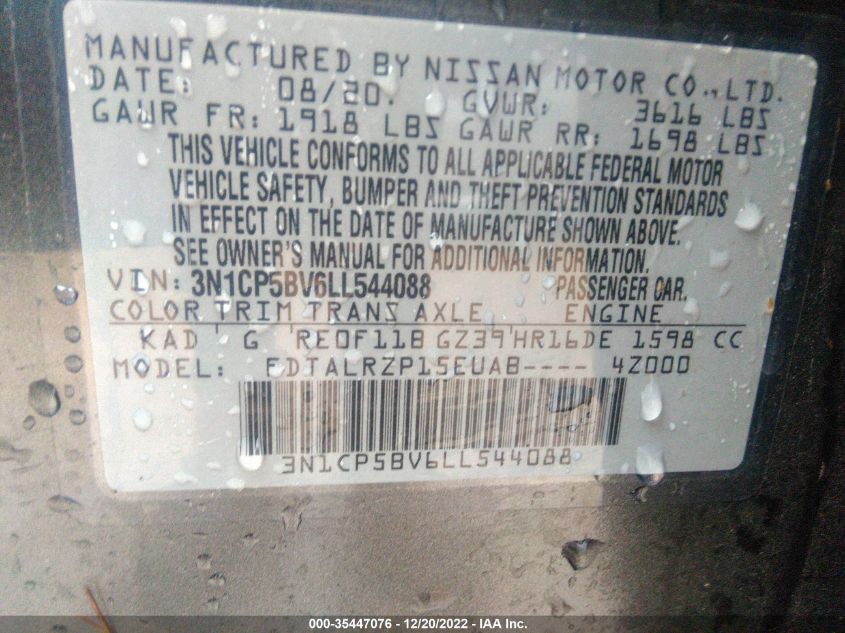 MANUFACTURED BY NISSAN MOTOR CO.,LTD.
DATE: 08/20. GVWR: 3616 LBS
GAWR FR: 1918 LBS GAWR RR: 1698 LBS
THIS VEHICLE CONFORMS TO ALL APPLICABLE FEDERAL MOTOR
VEHICLE SAFETY, BUMPER AND THEFT PREVENTION STANDARDS
IN EFFECT ON THE DATE OF MANUFACTURE SHOWN ABOVE.
SEE OWNER'S MANUAL FOR ADDITIONAL INFORMATION.
VIN: 3N1CP5BV6LL544088 PASSENGER CAR.
COLOR TRIM TRANS AXLE ENGINE
KAD ' G 'RE0F11B GZ39'HR16DE 1598 CC
MODEL: FDTALRZP15EUAB---- 4Z000
3N1CP5BV6LL544088
000-35447076 - 12/20/2022 - IAA Inc.